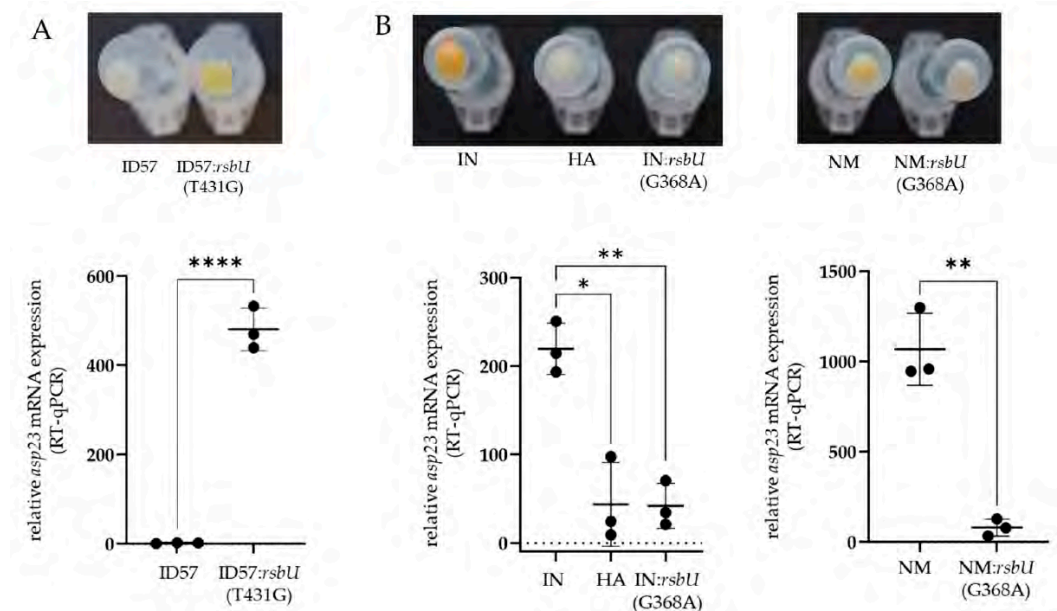 A
B
ID57 ID57:rsbU
(T431G)
IN HA IN:rsbU
(G368A)
NM NM:rsbU
(G368A)
relative asp23 mRNA expression
(RT-qPCR)
600
400
200
0
****
ID57 ID57:rsbU
(T431G)
relative asp23 mRNA expression
(RT-qPCR)
300
200
100
0
**
*
IN HA IN:rsbU
(G368A)
relative asp23 mRNA expression
(RT-qPCR)
1500
1000
500
0
**
NM NM:rsbU
(G368A)